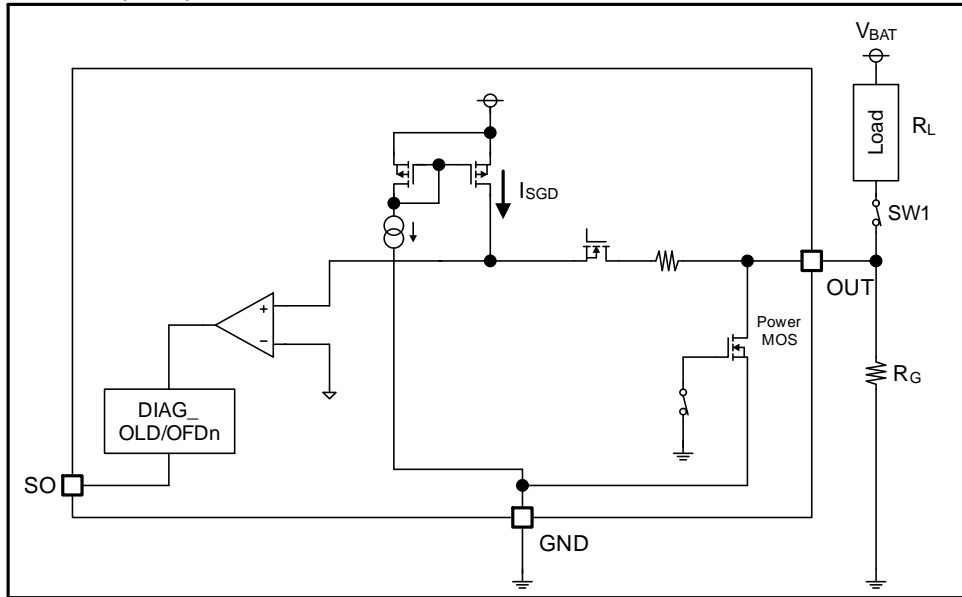 VBAT
Load
RL
ISGD
SW1
+
−
OUT
Power
MOS
RG
DIAG_
OLD/OFDn
SO
GND